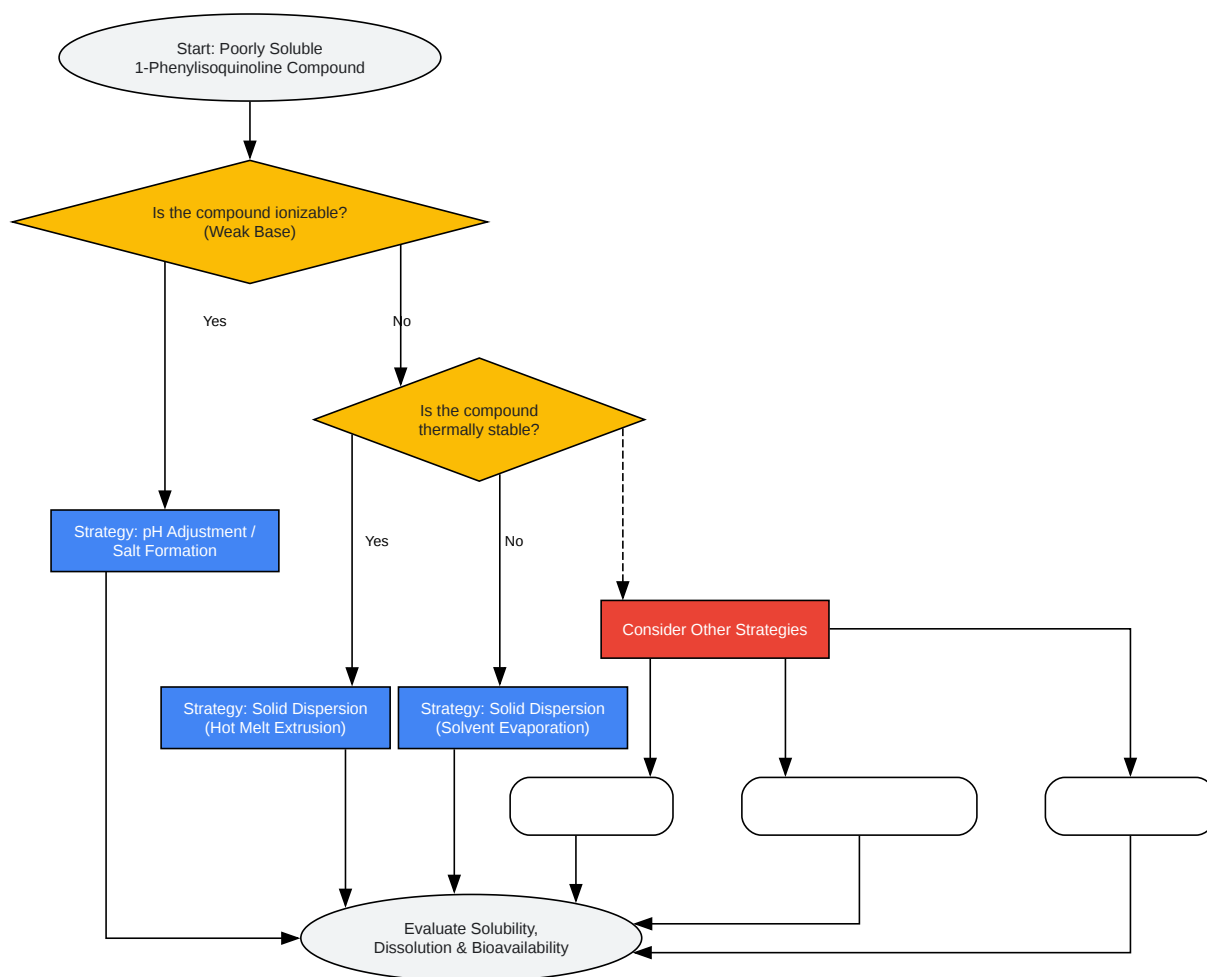 Start: Poorly Soluble
1-Phenylisoquinoline Compound
Is the compound ionizable?
(Weak Base)
Yes
No
Is the compound
thermally stable?
Strategy: pH Adjustment /
Salt Formation
Yes
No
Consider Other Strategies
Strategy: Solid Dispersion
(Hot Melt Extrusion)
Strategy: Solid Dispersion
(Solvent Evaporation)
Evaluate Solubility,
Dissolution & Bioavailability